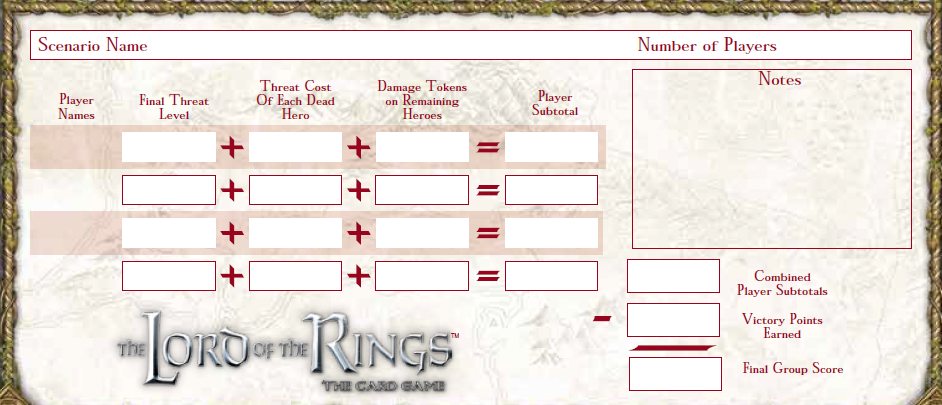 Scenario Name Number of Players
Player
Names
Final Threat
Level
Threat Cost
Of Each Dead
Hero
Damage Tokens
on Remaining
Heroes
Player
Subtotal
Notes
+ + =
+ + =
+ + =
+ + =
Combined
Player Subtotals
-
Victory Points
Earned
Final Group Score
THE LORD OF THE RINGS™
THE CARD GAME